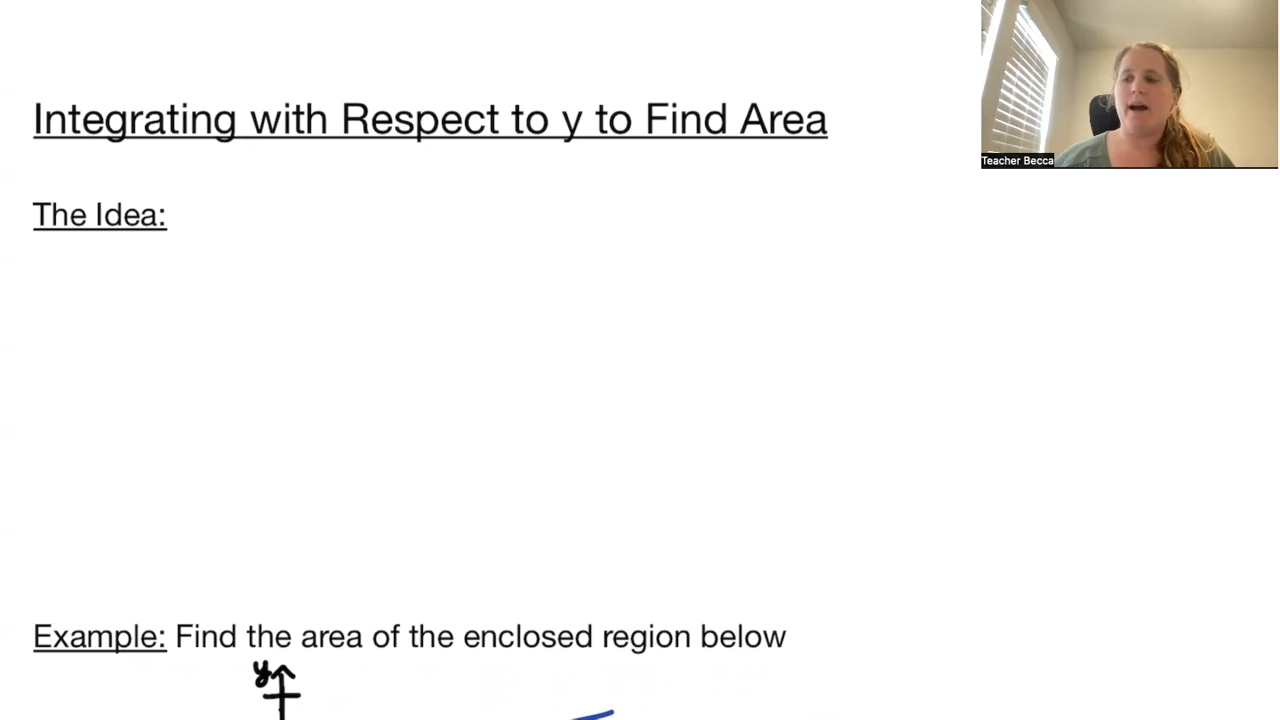 Integrating with Respect to y to Find Area
Teacher Becca
The Idea:
Example: Find the area of the enclosed region below
y